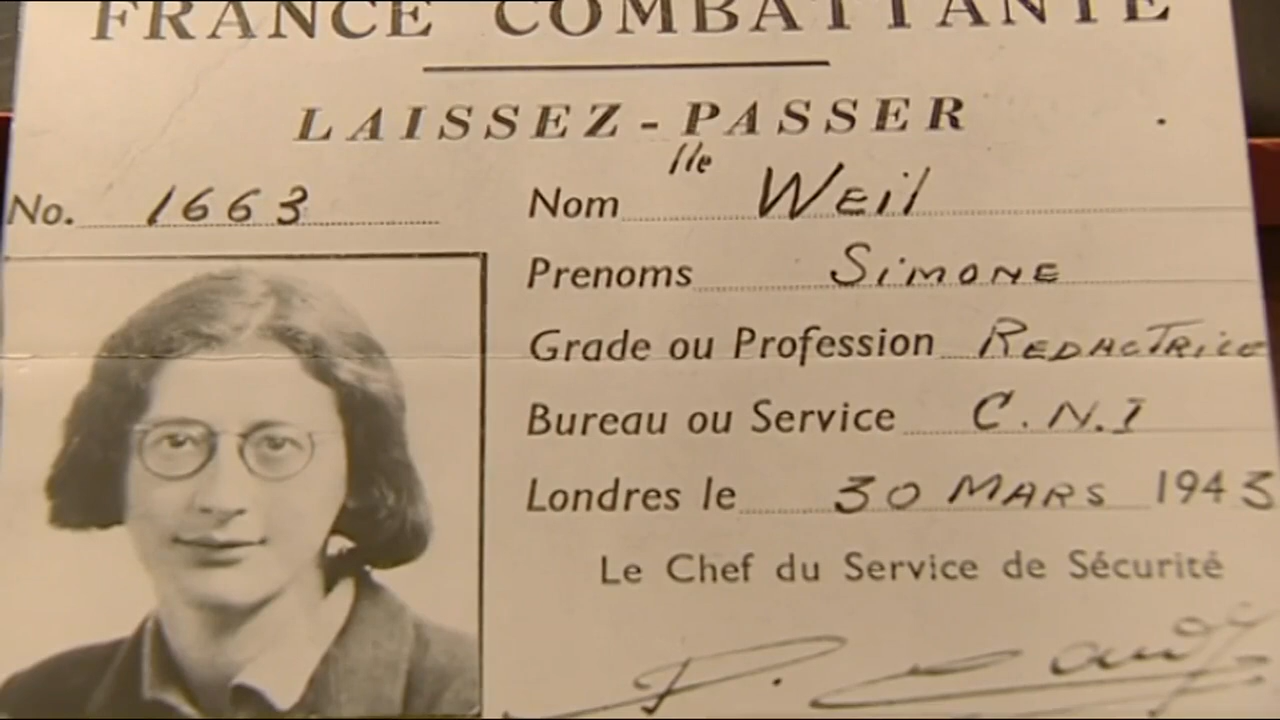 FRANCE COMBATTANTE
LAISSEZ-PASSER
No. 1663
lle
Nom Weil
Prenoms Simone
Grade ou Profession Redactrice
Bureau ou Service C.N.I
Londres le 30 MARS 1943
Le Chef du Service de Sécurité